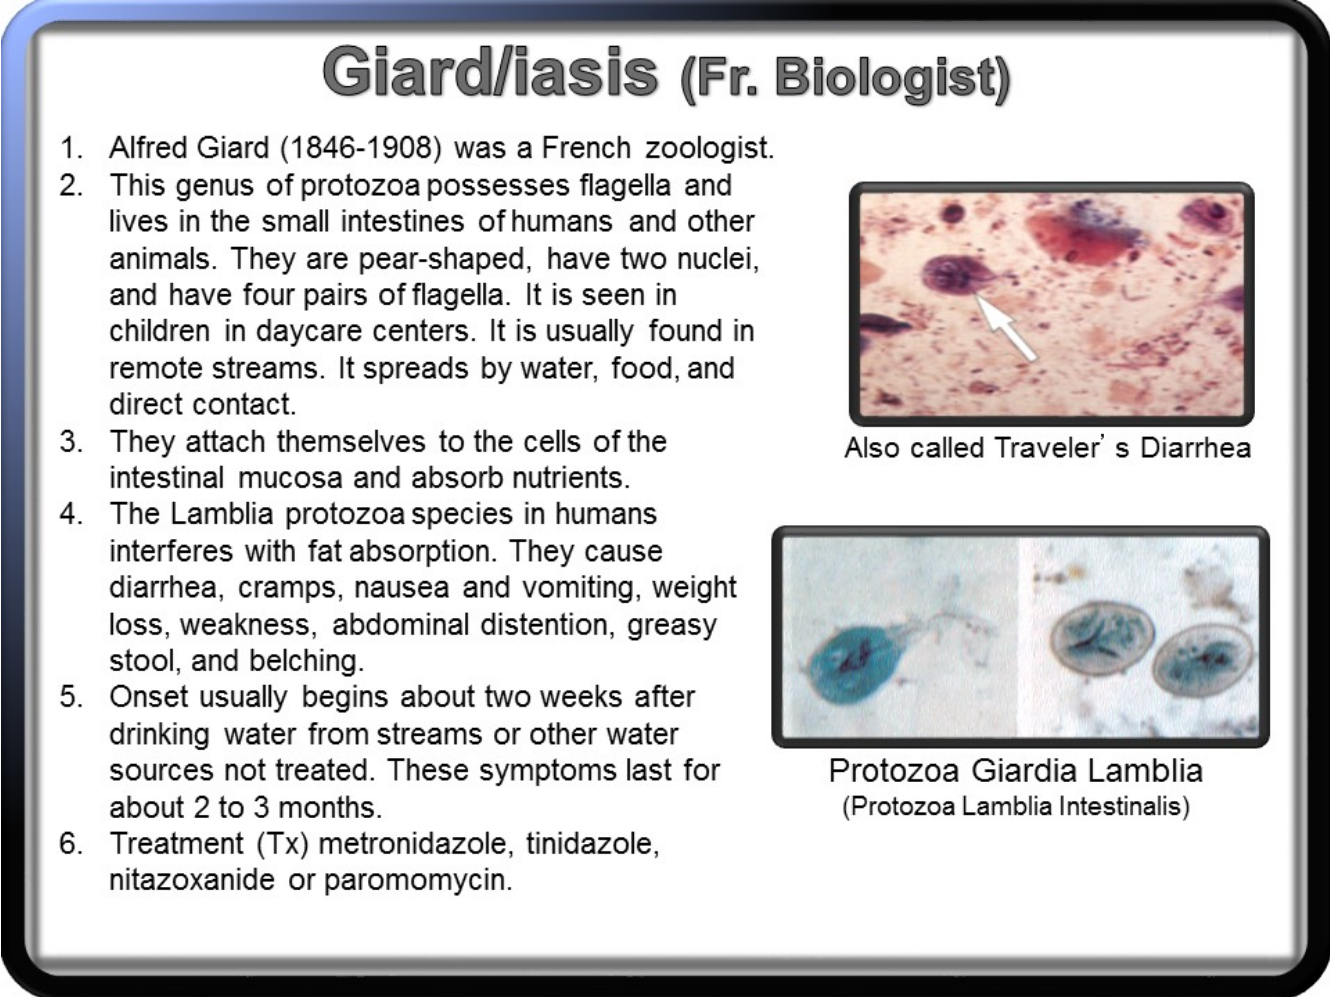 Giard/iasis (Fr. Biologist)
1. Alfred Giard (1846-1908) was a French zoologist.
2. This genus of protozoa possesses flagella and
lives in the small intestines of humans and other
animals. They are pear-shaped, have two nuclei,
and have four pairs of flagella. It is seen in
children in daycare centers. It is usually found in
remote streams. It spreads by water, food, and
direct contact.
3. They attach themselves to the cells of the
intestinal mucosa and absorb nutrients.
4. The Lamblia protozoa species in humans
interferes with fat absorption. They cause
diarrhea, cramps, nausea and vomiting, weight
loss, weakness, abdominal distention, greasy
stool, and belching.
5. Onset usually begins about two weeks after
drinking water from streams or other water
sources not treated. These symptoms last for
about 2 to 3 months.
6. Treatment (Tx) metronidazole, tinidazole,
nitazoxanide or paromomycin.
Also called Traveler’ s Diarrhea
Protozoa Giardia Lamblia
(Protozoa Lamblia Intestinalis)